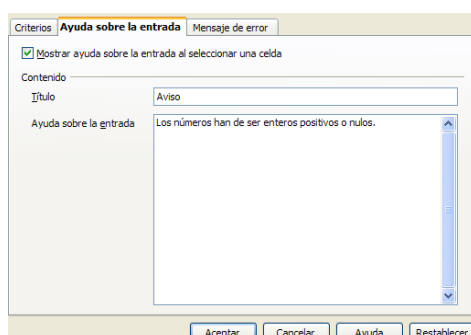 Criterios Ayuda sobre la entrada Mensaje de error
Mostrar ayuda sobre la entrada al seleccionar una celda
Contenido
Título Aviso
Ayuda sobre la entrada Los números han de ser enteros positivos o nulos.
Aceptar Cancelar Ayuda Restablecer